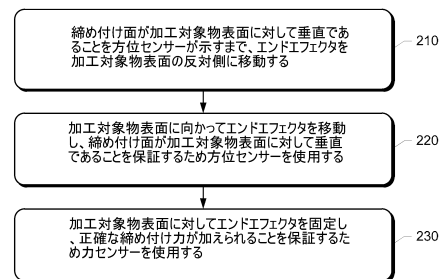 締め付け面が加工対象物表面に対して垂直であ
ることを方位センサーが示すまで、エンドエフェクタを
加工対象物表面の反対側に移動する
210
加工対象物表面に向かってエンドエフェクタを移動
し、締め付け面が加工対象物表面に対して垂直
であることを保証するため方位センサーを使用する
220
加工対象物表面に対してエンドエフェクタを固定し
、正確な締め付け力が加えられることを保証するた
め力センサーを使用する
230